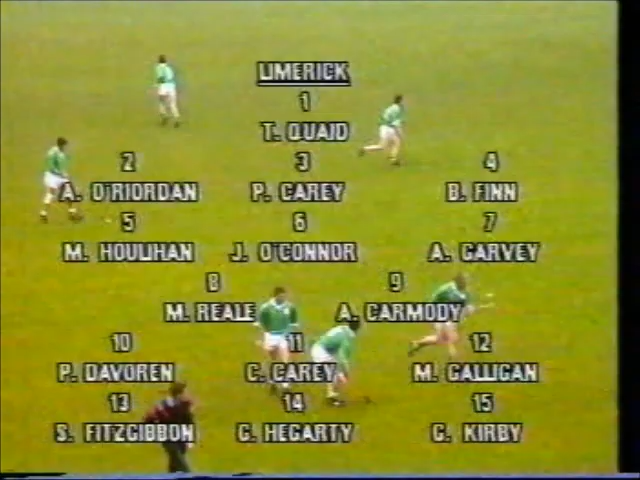 LIMERICK
1
T. QUAID
2 3 4
A. O'RIORDAN P. CAREY B. FINN
5 6 7
M. HOULIHAN J. O'CONNOR A. GARVEY
8 9
M. REALE A. CARMODY
10 11 12
P. DAVOREN C. CAREY M. GALLIGAN
13 14 15
S. FITZGIBBON G. HEGARTY G. KIRBY